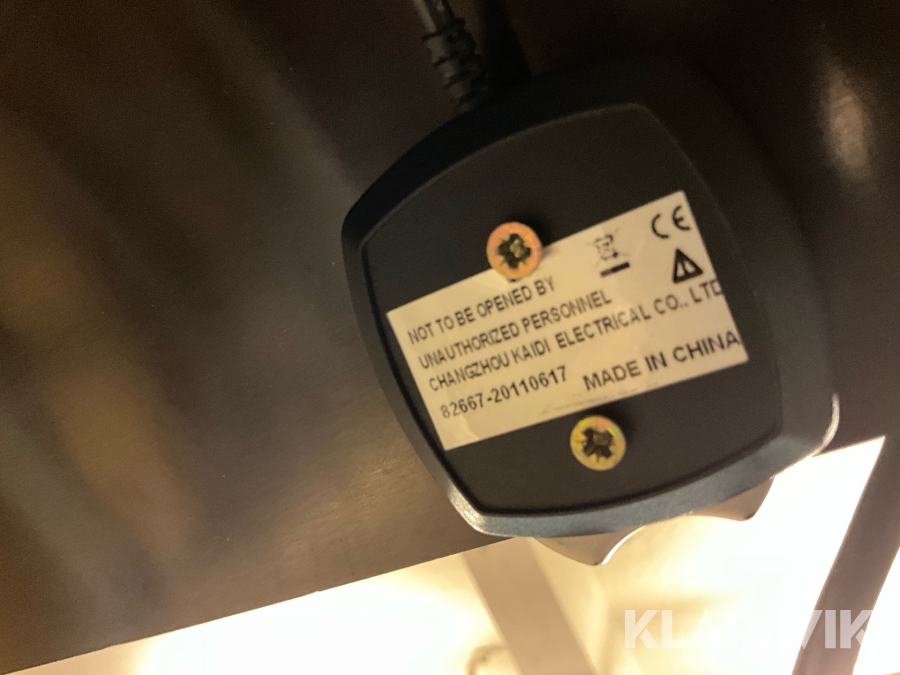 CE
NOT TO BE OPENED BY
UNAUTHORIZED PERSONNEL
CHANGZHOU KAIDI ELECTRICAL CO., LTD
82667-20110617 MADE IN CHINA